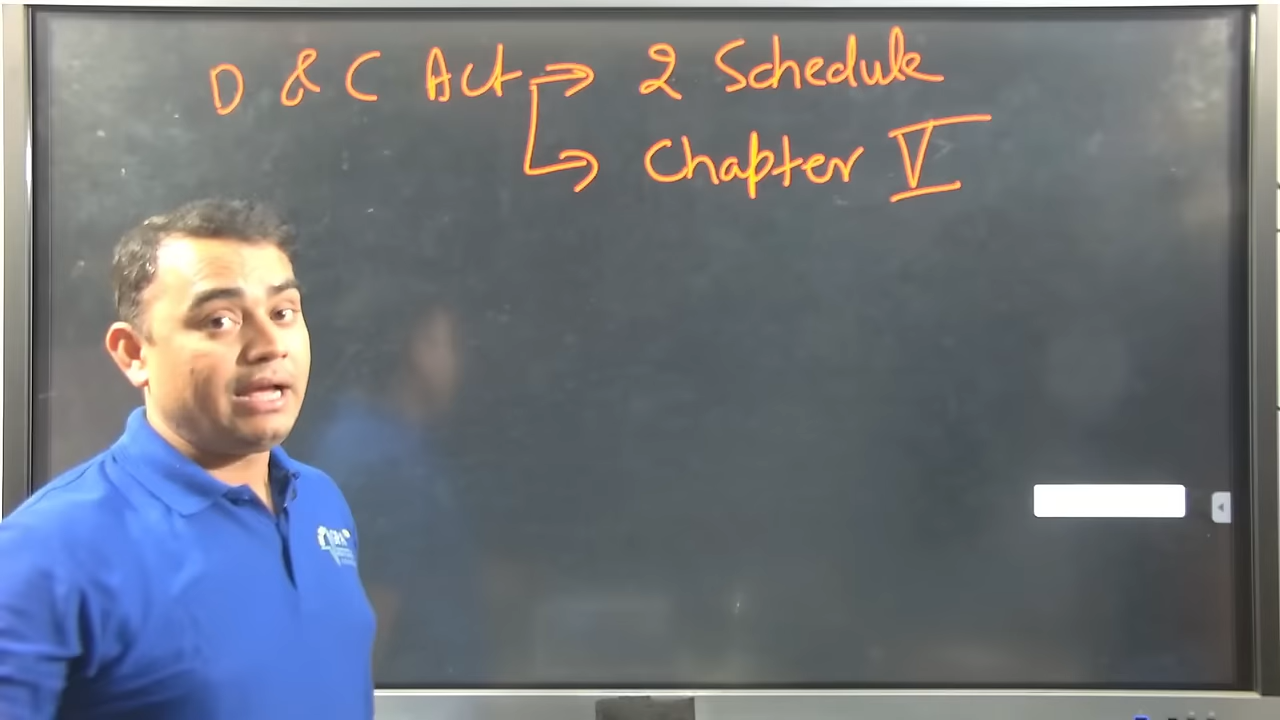 D & C Act → 2 Schedule
↳ Chapter V